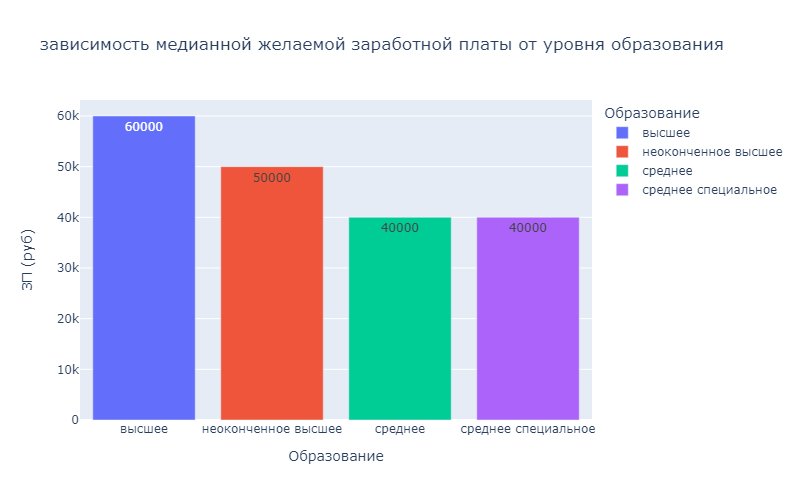 зависимость медианной желаемой заработной платы от уровня образования
Образование
высшее
неоконченное высшее
среднее
среднее специальное
ЗП (руб)
60k
50k
40k
30k
20k
10k
0
60000
50000
40000
40000
высшее
неоконченное высшее
среднее
среднее специальное
Образование